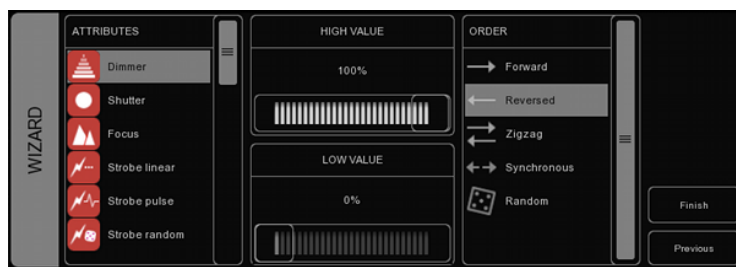 WIZARD
ATTRIBUTES
Dimmer
Shutter
Focus
Strobe linear
Strobe pulse
Strobe random
HIGH VALUE
100%
LOW VALUE
0%
ORDER
Forward
Reversed
Zigzag
Synchronous
Random
Finish
Previous